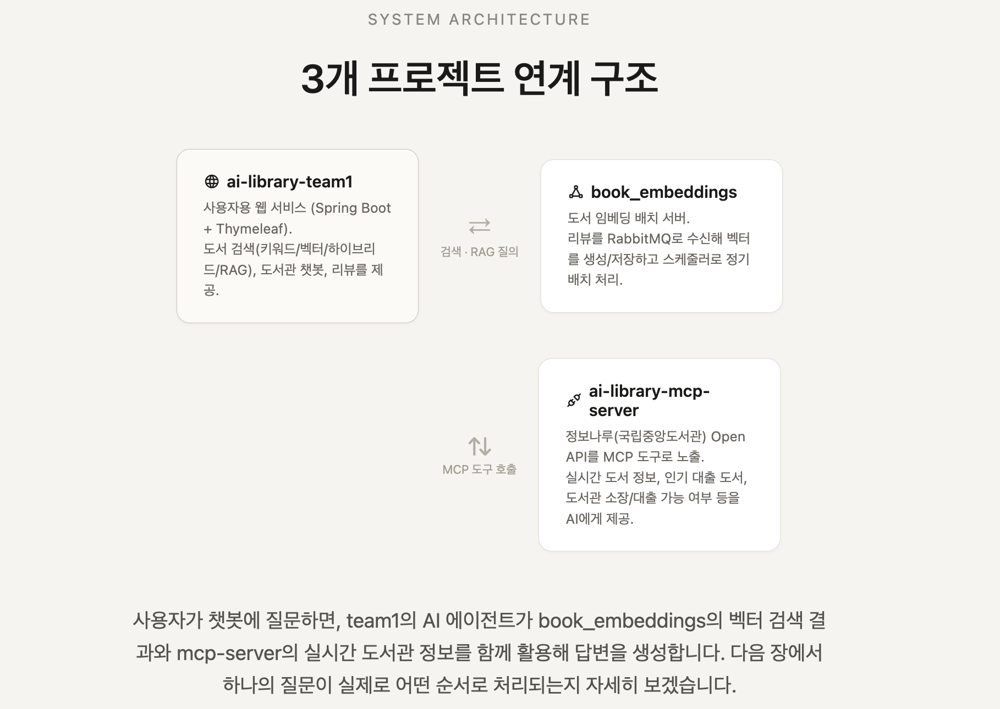 SYSTEM ARCHITECTURE
3개 프로젝트 연계 구조
ai-library-team1
사용자용 웹 서비스 (Spring Boot
+ Thymeleaf).
도서 검색(키워드/벡터/하이브리
드/RAG), 도서관 챗봇, 리뷰를 제
공.
검색 · RAG 질의
book_embeddings
도서 임베딩 배치 서버.
리뷰를 RabbitMQ로 수신해 벡터
를 생성/저장하고 스케줄러로 정기
배치 처리.
MCP 도구 호출
ai-library-mcp-
server
정보나루(국립중앙도서관) Open
API를 MCP 도구로 노출.
실시간 도서 정보, 인기 대출 도서,
도서관 소장/대출 가능 여부 등을
AI에게 제공.
사용자가 챗봇에 질문하면, team1의 AI 에이전트가 book_embeddings의 벡터 검색 결
과와 mcp-server의 실시간 도서관 정보를 함께 활용해 답변을 생성합니다. 다음 장에서
하나의 질문이 실제로 어떤 순서로 처리되는지 자세히 보겠습니다.